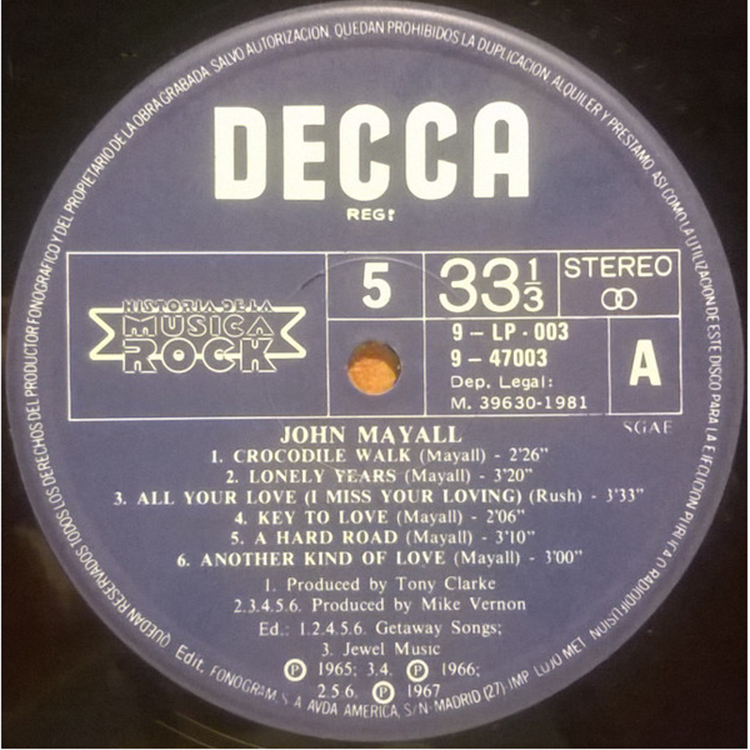 QUEDAN RESERVADOS TODOS LOS DERECHOS DEL PRODUCTOR FONOGRAFICO Y DEL PROPIETARIO DE LA OBRA GRABADA. SALVO AUTORIZACION, QUEDAN PROHIBIDOS LA DUPLICACION, ALQUILER Y PRESTAMO, ASI COMO LA UTILIZACION DE ESTE DISCO PARA LA EJECUCION PUBLICA O RADIODIFUSION
DECCA
REG:
HISTORIA DE LA
MUSICA
ROCK
5
33 1/3
STEREO
9 - LP - 003
9 - 47003
Dep. Legal:
M. 39630-1981
A
SGAE
JOHN MAYALL
1. CROCODILE WALK (Mayall) - 2'26"
2. LONELY YEARS (Mayall) - 3'20"
3. ALL YOUR LOVE (I MISS YOUR LOVING) (Rush) - 3'33"
4. KEY TO LOVE (Mayall) - 2'06"
5. A HARD ROAD (Mayall) - 3'10"
6. ANOTHER KIND OF LOVE (Mayall) - 3'00"
1. Produced by Tony Clarke
2.3.4.5.6. Produced by Mike Vernon
Ed.: 1.2.4.5.6. Getaway Songs;
3. Jewel Music
℗ 1965; 3.4. ℗ 1966;
2.5.6. ℗ 1967
Edit. FONOGRAM, S. A. AVDA AMERICA, S/N-MADRID (27)-IMP LUJO MET